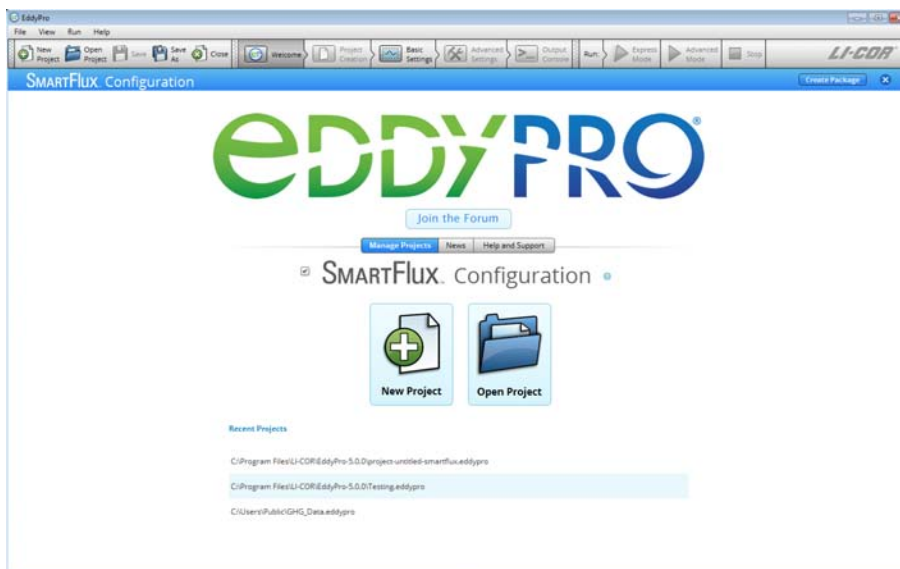 EddyPro
File View Run Help
New Project Open Project Save Save As Close Welcome Project Creation Basic Settings Advanced Settings Output Console Run: Express Mode Advanced Mode Stop LI-COR
SMARTFLUX™ Configuration Create Package
eDDYPRO®
Join the Forum
Manage Projects News Help and Support
SMARTFLUX™ Configuration
New Project Open Project
Recent Projects
C:\Program Files\LI-COR\EddyPro-5.0.0\project-untitled-smartflux.eddypro
C:\Program Files\LI-COR\EddyPro-5.0.0\Testing.eddypro
C:\Users\Public\GHG_Data.eddypro